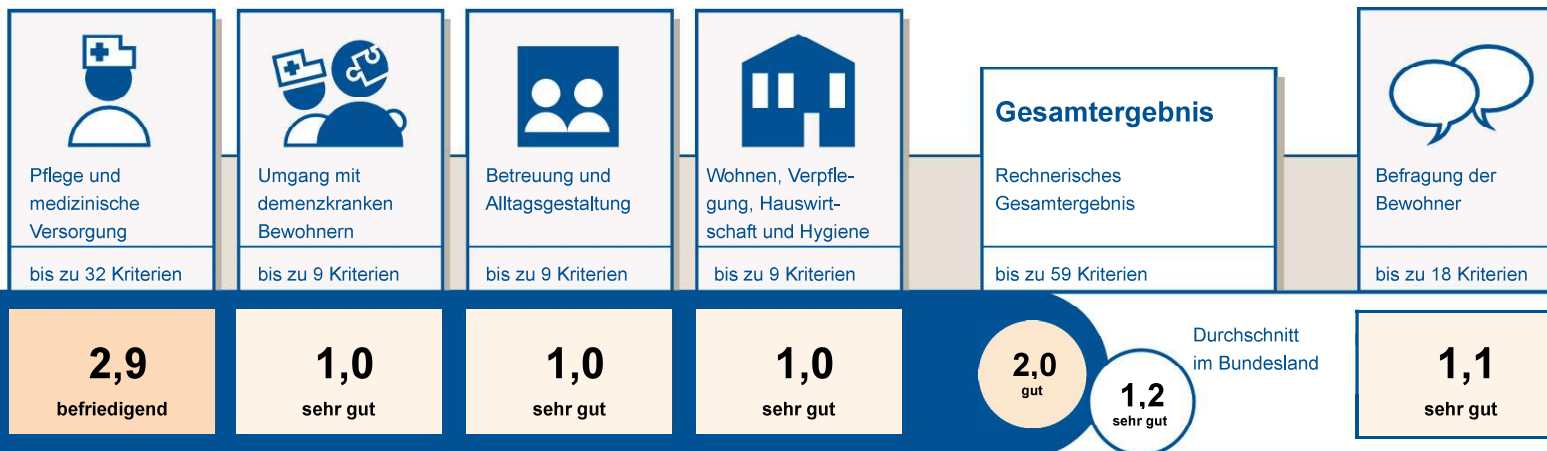 Pflege und
medizinische
Versorgung
bis zu 32 Kriterien
2,9
befriedigend
Umgang mit
demenzkranken
Bewohnern
bis zu 9 Kriterien
1,0
sehr gut
Betreuung und
Alltagsgestaltung
bis zu 9 Kriterien
1,0
sehr gut
Wohnen, Verpfle-
gung, Hauswirt-
schaft und Hygiene
bis zu 9 Kriterien
1,0
sehr gut
Gesamtergebnis
Rechnerisches
Gesamtergebnis
bis zu 59 Kriterien
2,0
gut
1,2
sehr gut
Durchschnitt
im Bundesland
Befragung der
Bewohner
bis zu 18 Kriterien
1,1
sehr gut